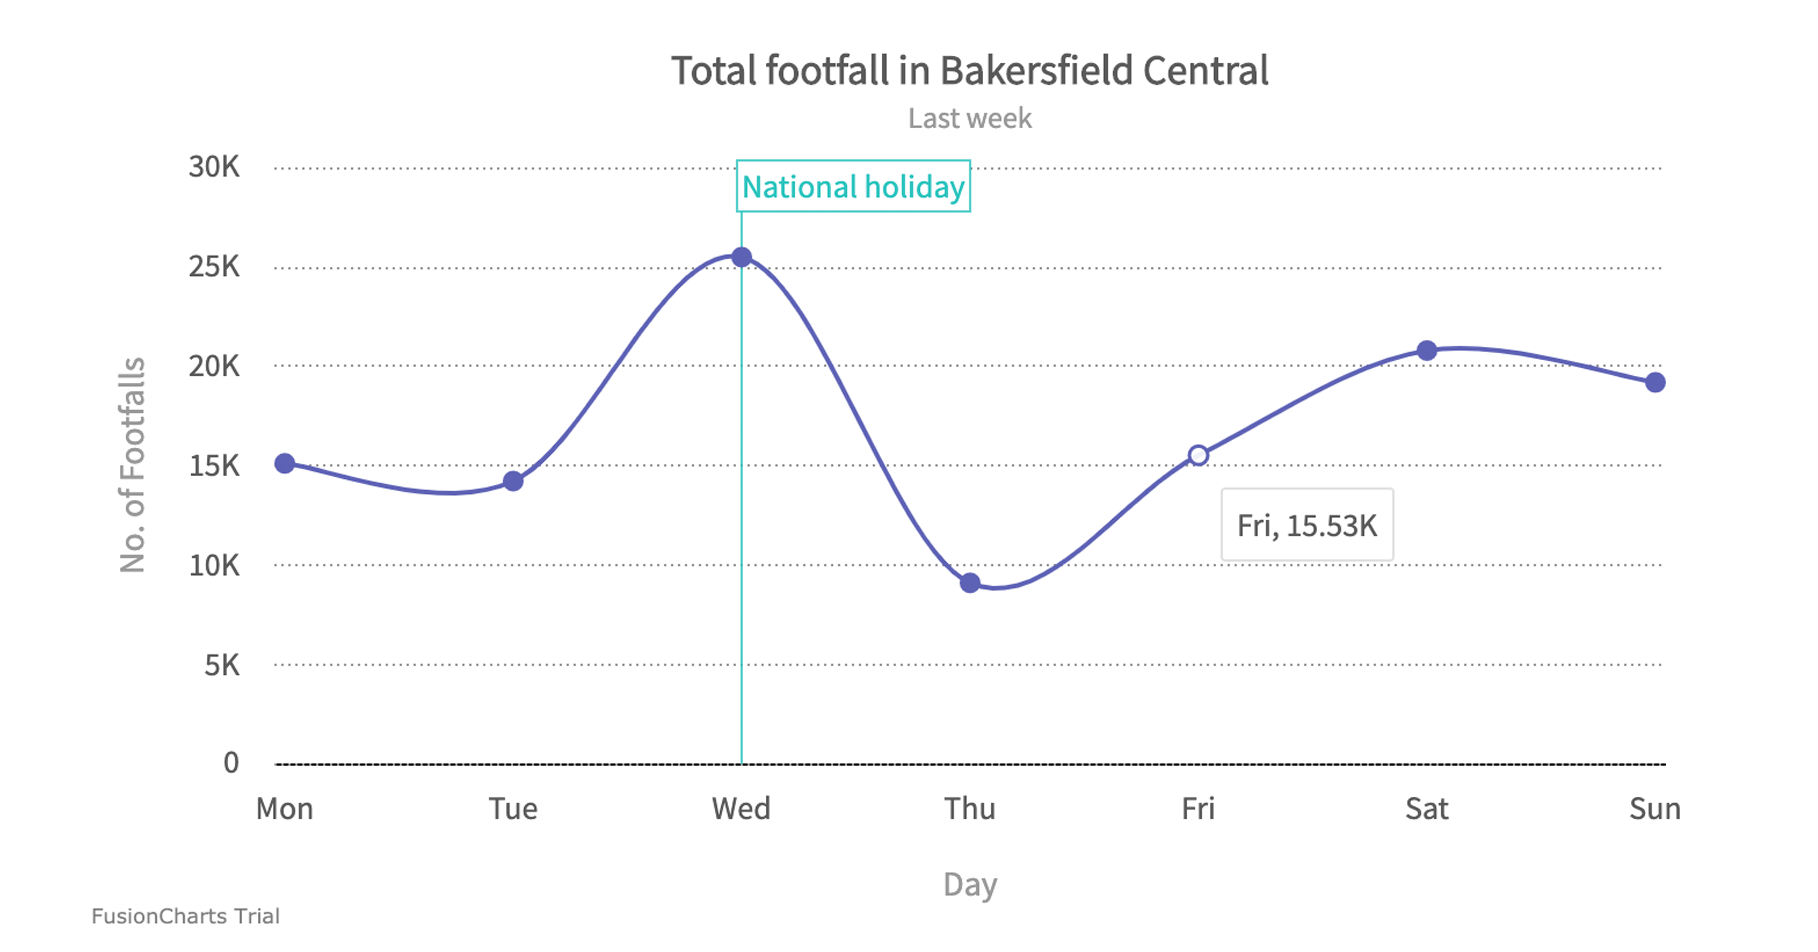 Total footfall in Bakersfield Central
Last week
30K
National holiday
25K
20K
15K
10K
5K
0
No. of Footfalls
Fri, 15.53K
Mon Tue Wed Thu Fri Sat Sun
Day
FusionCharts Trial